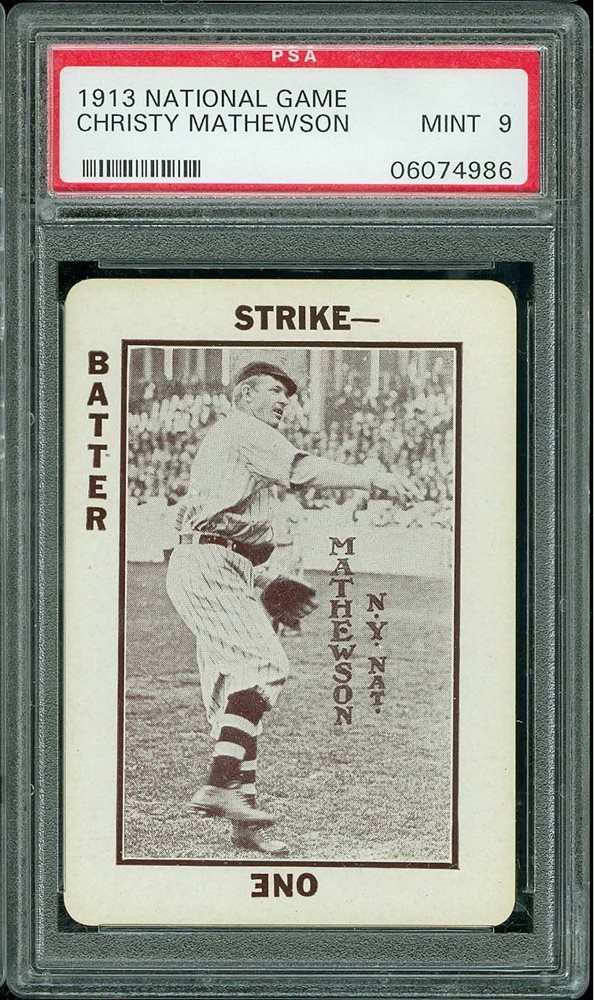 PSA
1913 NATIONAL GAME
CHRISTY MATHEWSON MINT 9
06074986
STRIKE—
BATTER
MATHEWSON
N.Y. NAT.
ONE